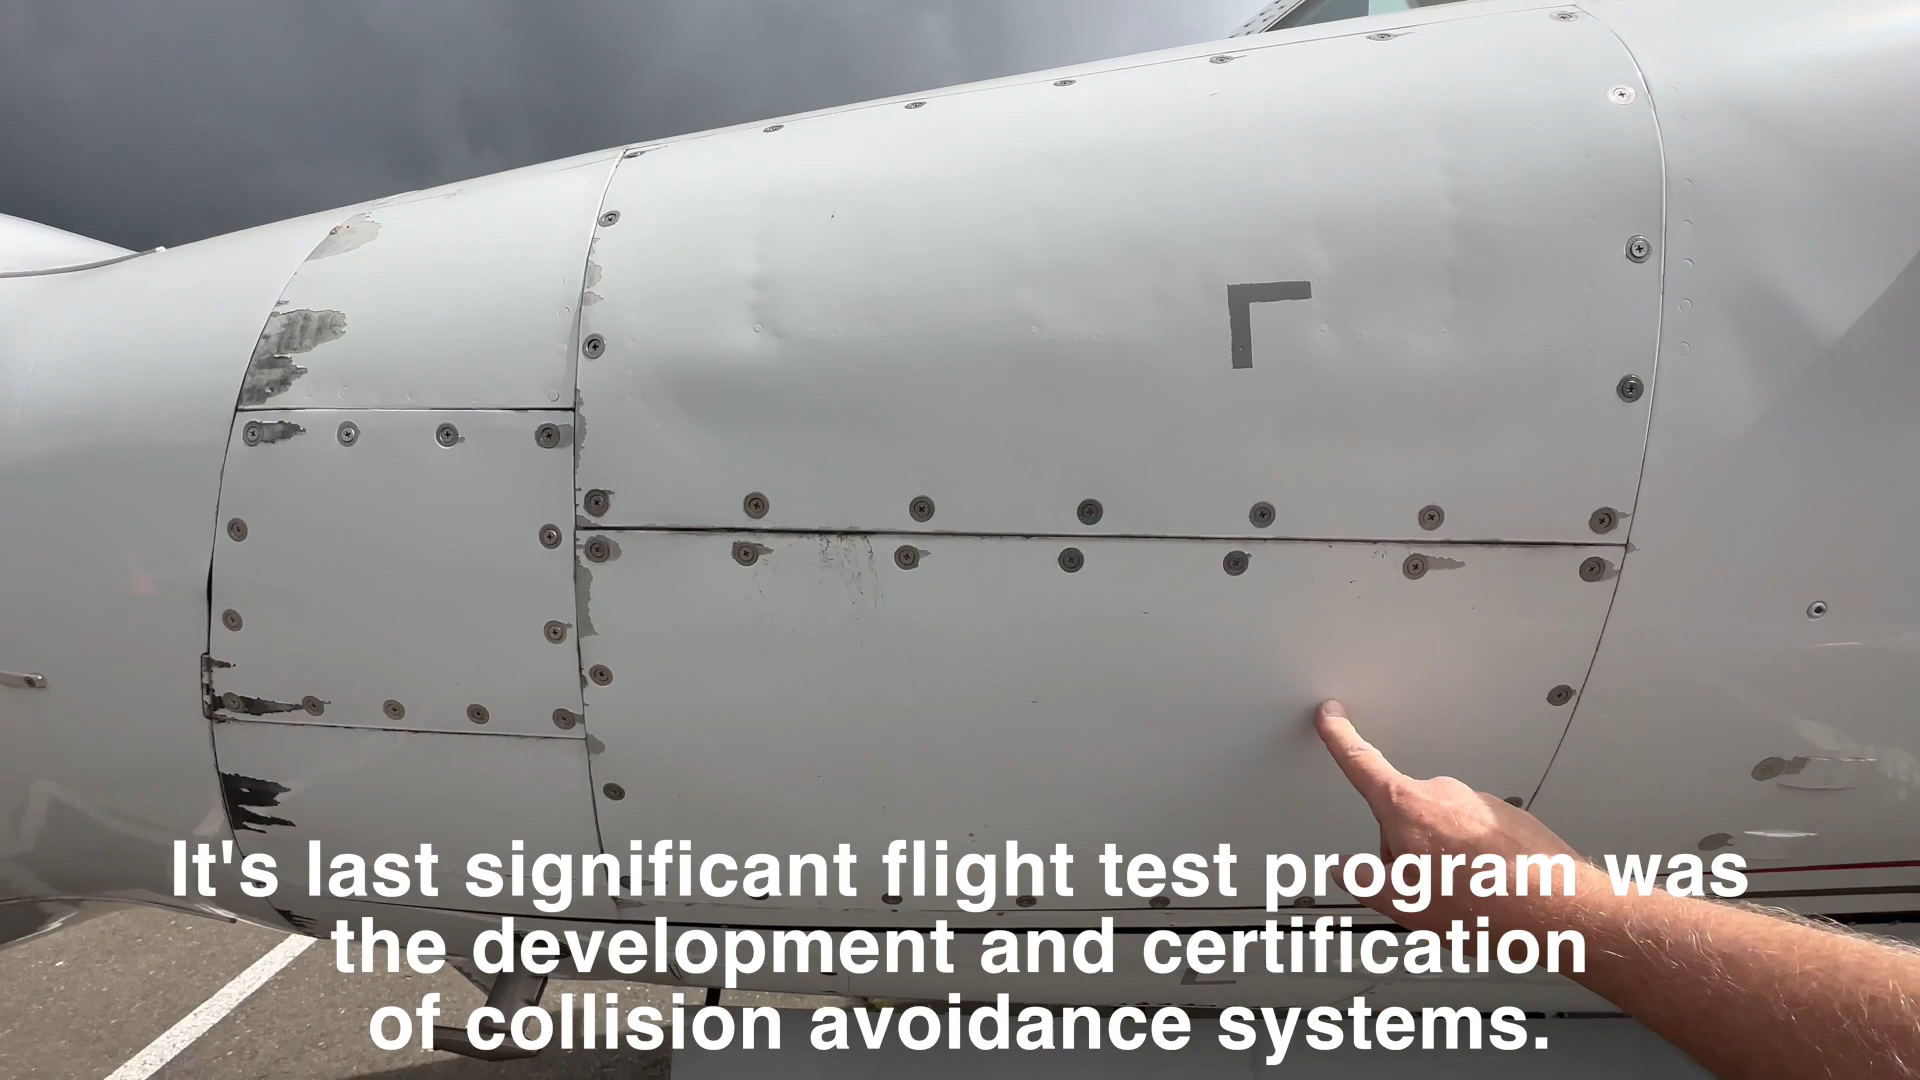 It's last significant flight test program was
the development and certification
of collision avoidance systems.